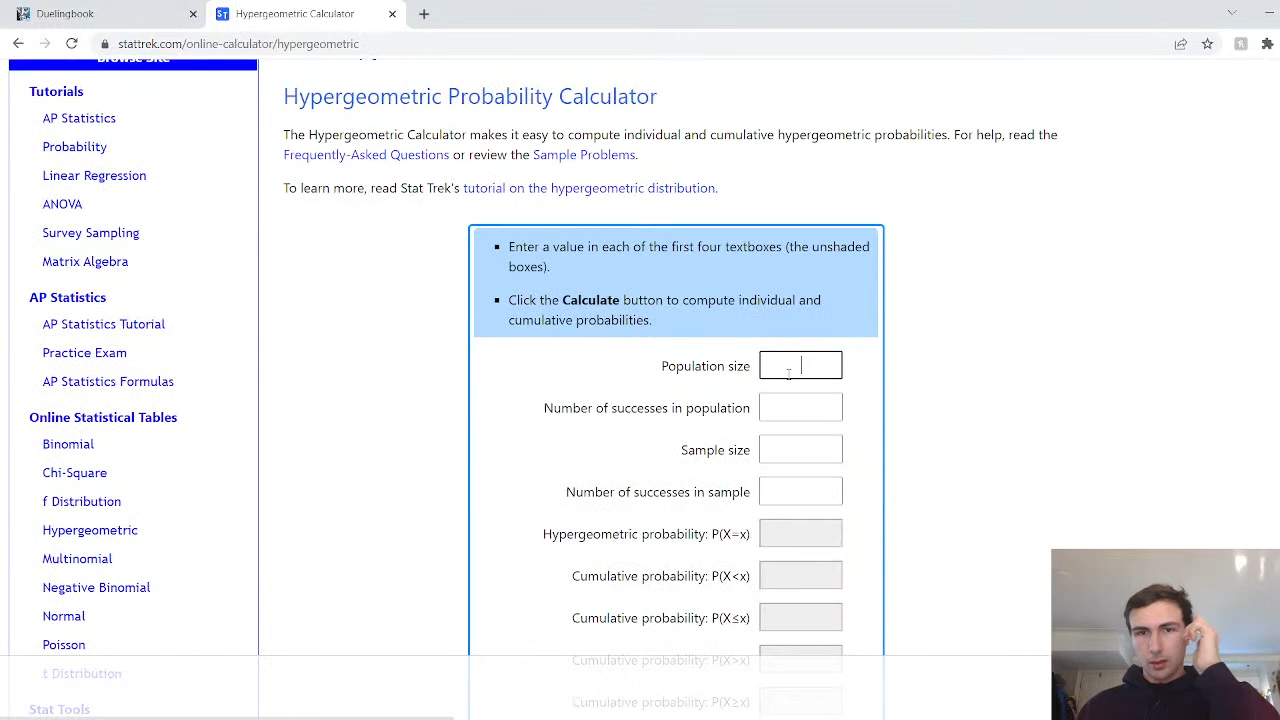 Duelingbook
Hypergeometric Calculator
stattrek.com/online-calculator/hypergeometric
Browse Site
Tutorials
AP Statistics
Probability
Linear Regression
ANOVA
Survey Sampling
Matrix Algebra
AP Statistics
AP Statistics Tutorial
Practice Exam
AP Statistics Formulas
Online Statistical Tables
Binomial
Chi-Square
f Distribution
Hypergeometric
Multinomial
Negative Binomial
Normal
Poisson
t Distribution
Stat Tools
Hypergeometric Probability Calculator
The Hypergeometric Calculator makes it easy to compute individual and cumulative hypergeometric probabilities. For help, read the
Frequently-Asked Questions or review the Sample Problems.
To learn more, read Stat Trek's tutorial on the hypergeometric distribution.
Enter a value in each of the first four textboxes (the unshaded
boxes).
Click the Calculate button to compute individual and
cumulative probabilities.
Population size
Number of successes in population
Sample size
Number of successes in sample
Hypergeometric probability: P(X=x)
Cumulative probability: P(X<x)
Cumulative probability: P(X≤x)
Cumulative probability: P(X>x)
Cumulative probability: P(X≥x)